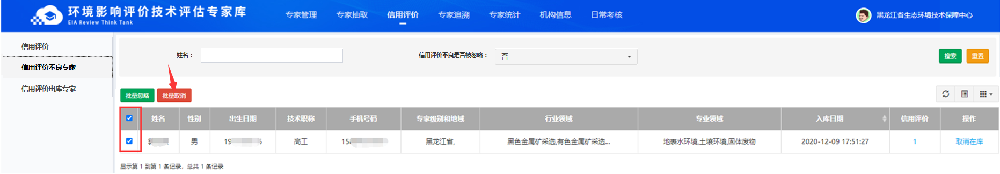 环境影响评价技术评估专家库
EIA Review Think Tank
专家管理 专家抽取 信用评价 专家追溯 专家统计 机构信息 日常考核
黑龙江省生态环境技术保障中心
信用评价
信用评价不良专家
信用评价出库专家
姓名： 信用评价不良是否被忽略： 否 搜索 重置
批量忽略 批量取消
姓名 性别 出生日期 技术职称 手机号码 专家级别和地域 行业领域 专业领域 入库日期 信用评价 操作
男 19 6 高工 15 黑龙江省, 黑色金属矿采选,有色金属矿采选... 地表水环境,土壤环境,固体废物 2020-12-09 17:51:27 1 取消在库
显示第 1 到第 1 条记录，总共 1 条记录